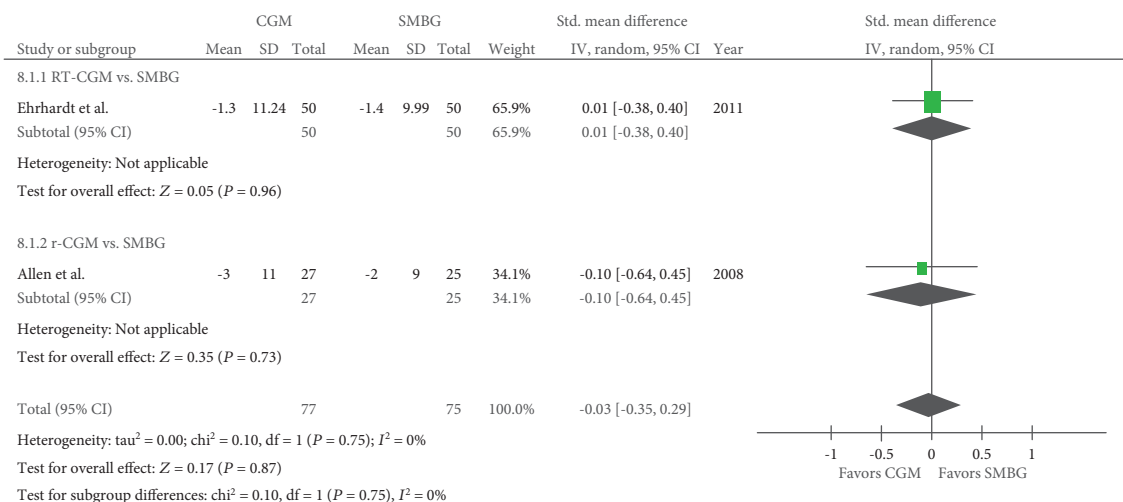 CGM SMBG Std. mean difference Std. mean difference
Study or subgroup Mean SD Total Mean SD Total Weight IV, random, 95% CI Year IV, random, 95% CI
8.1.1 RT-CGM vs. SMBG
Ehrhardt et al. -1.3 11.24 50 -1.4 9.99 50 65.9% 0.01 [-0.38, 0.40] 2011
Subtotal (95% CI) 50 50 65.9% 0.01 [-0.38, 0.40]
Heterogeneity: Not applicable
Test for overall effect: Z = 0.05 (P = 0.96)
8.1.2 r-CGM vs. SMBG
Allen et al. -3 11 27 -2 9 25 34.1% -0.10 [-0.64, 0.45] 2008
Subtotal (95% CI) 27 25 34.1% -0.10 [-0.64, 0.45]
Heterogeneity: Not applicable
Test for overall effect: Z = 0.35 (P = 0.73)
Total (95% CI) 77 75 100.0% -0.03 [-0.35, 0.29]
Heterogeneity: tau² = 0.00; chi² = 0.10, df = 1 (P = 0.75); I² = 0%
Test for overall effect: Z = 0.17 (P = 0.87)
Test for subgroup differences: chi² = 0.10, df = 1 (P = 0.75), I² = 0%
-1 -0.5 0 0.5 1
Favors CGM Favors SMBG